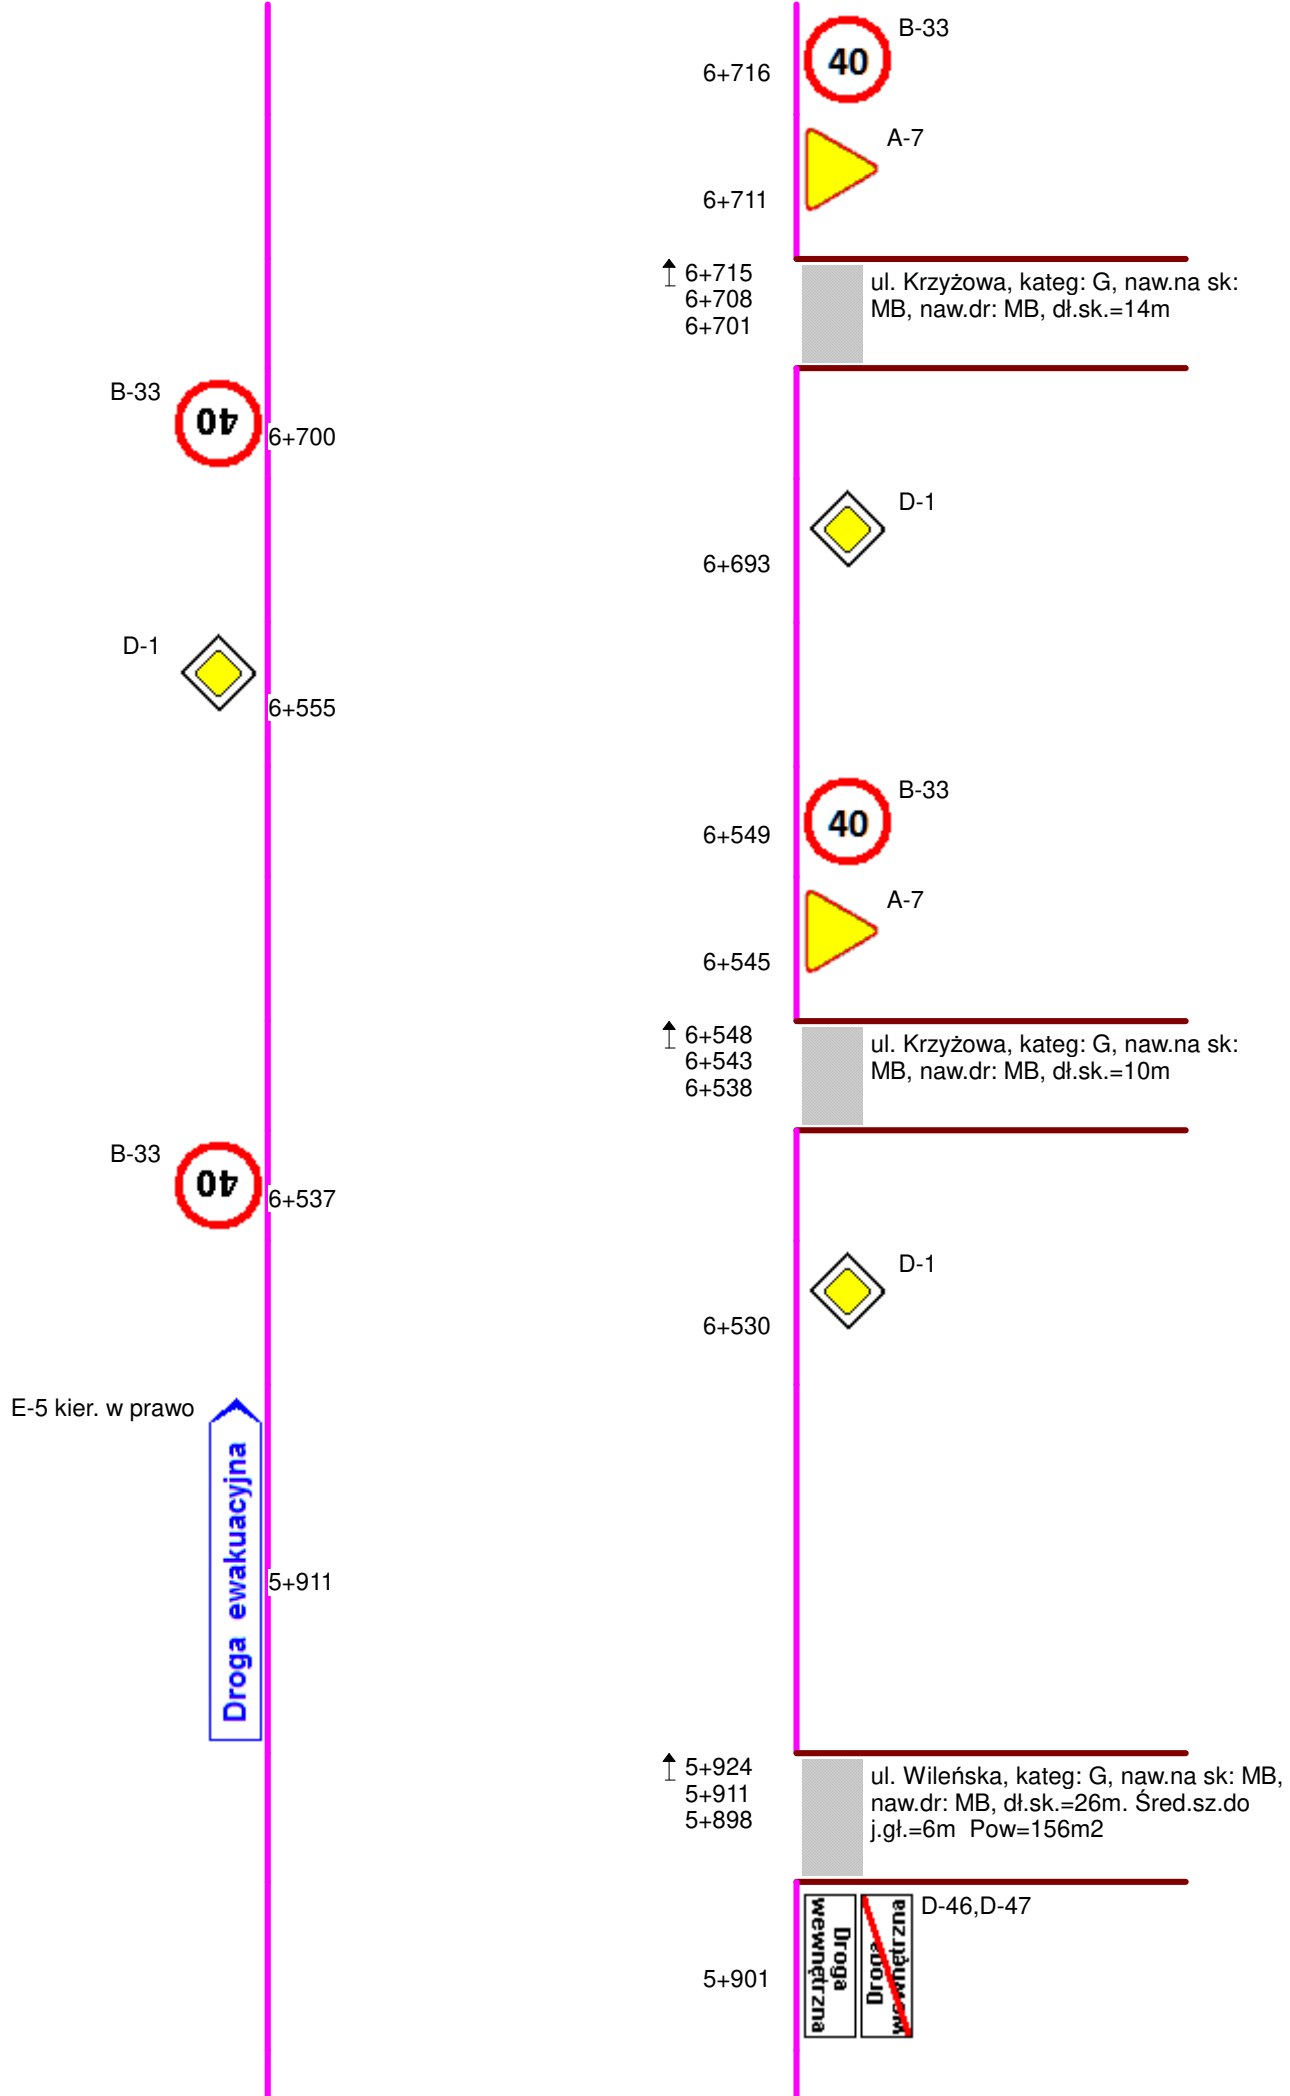 B-33
40
6+716
A-7
6+711
6+715
6+708
6+701
ul. Krzyżowa, kateg: G, naw.na sk:
MB, naw.dr: MB, dł.sk.=14m
B-33
40
6+700
D-1
6+693
D-1
6+555
B-33
40
6+549
A-7
6+545
6+548
6+543
6+538
ul. Krzyżowa, kateg: G, naw.na sk:
MB, naw.dr: MB, dł.sk.=10m
B-33
40
6+537
D-1
6+530
E-5 kier. w prawo
Droga ewakuacyjna
5+911
5+924
5+911
5+898
ul. Wileńska, kateg: G, naw.na sk: MB,
naw.dr: MB, dł.sk.=26m. Śred.sz.do
j.gł.=6m Pow=156m2
D-46,D-47
5+901
Droga
wewnętrzna
Droga
wewnętrzna